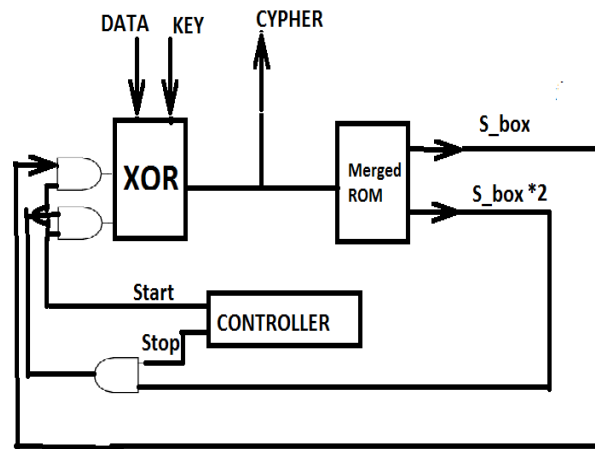 DATA KEY
CYPHER
S_box
XOR
Merged
ROM
S_box *2
Start
CONTROLLER
Stop